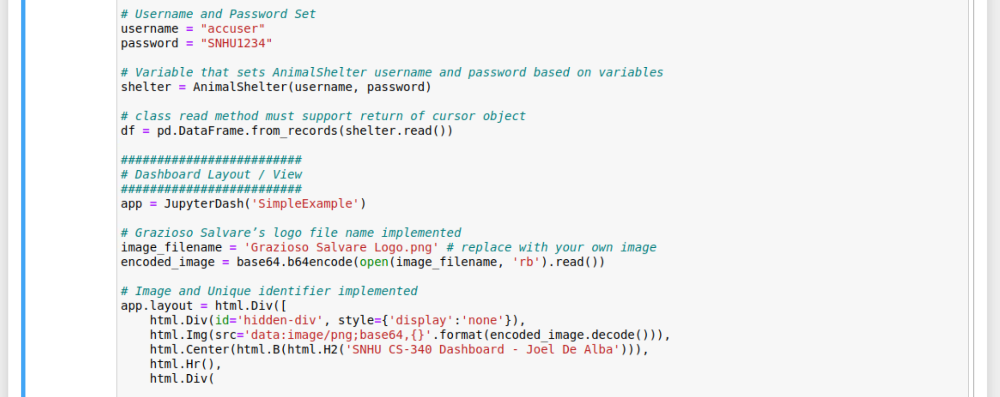 # Username and Password Set
username = "accuser"
password = "SNHU1234"
# Variable that sets AnimalShelter username and password based on variables
shelter = AnimalShelter(username, password)
# class read method must support return of cursor object
df = pd.DataFrame.from_records(shelter.read())
#########################
# Dashboard Layout / View
#########################
app = JupyterDash('SimpleExample')
# Grazioso Salvare’s logo file name implemented
image_filename = 'Grazioso Salvare Logo.png' # replace with your own image
encoded_image = base64.b64encode(open(image_filename, 'rb').read())
# Image and Unique identifier implemented
app.layout = html.Div([
    html.Div(id='hidden-div', style={'display':'none'}),
    html.Img(src='data:image/png;base64,{}'.format(encoded_image.decode())),
    html.Center(html.B(html.H2('SNHU CS-340 Dashboard - Joel De Alba'))),
    html.Hr(),
    html.Div(